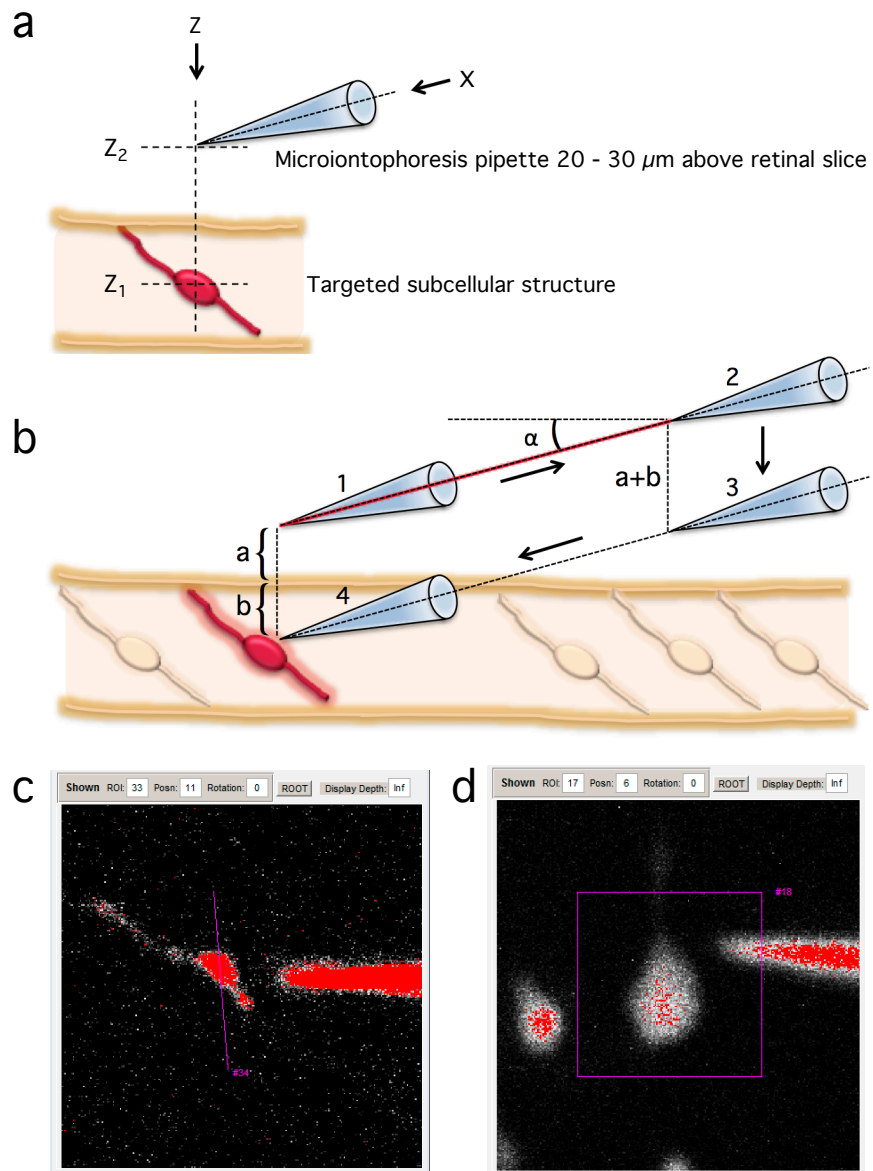 a
Z
X
Z2
Microiontophoresis pipette 20 - 30 μm above retinal slice
Z1
Targeted subcellular structure
b
2
α
1
a+b
3
a
b
4
c
Shown ROI: 33 Posn: 11 Rotation: 0 ROOT Display Depth: Inf
#34
d
Shown ROI: 17 Posn: 6 Rotation: 0 ROOT Display Depth: Inf
#18